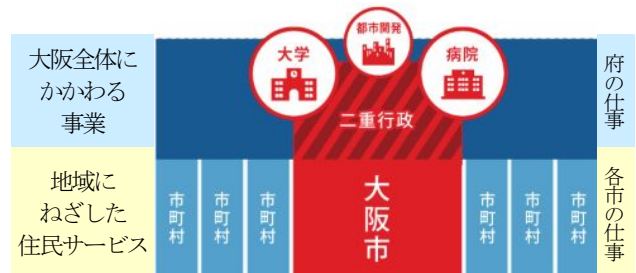 都市開発
大学
病院
大阪全体に
かかわる
事業
二重行政
府の仕事
地域に
ねざした
住民サービス
市町村
市町村
市町村
大阪市
市町村
市町村
市町村
各市の仕事